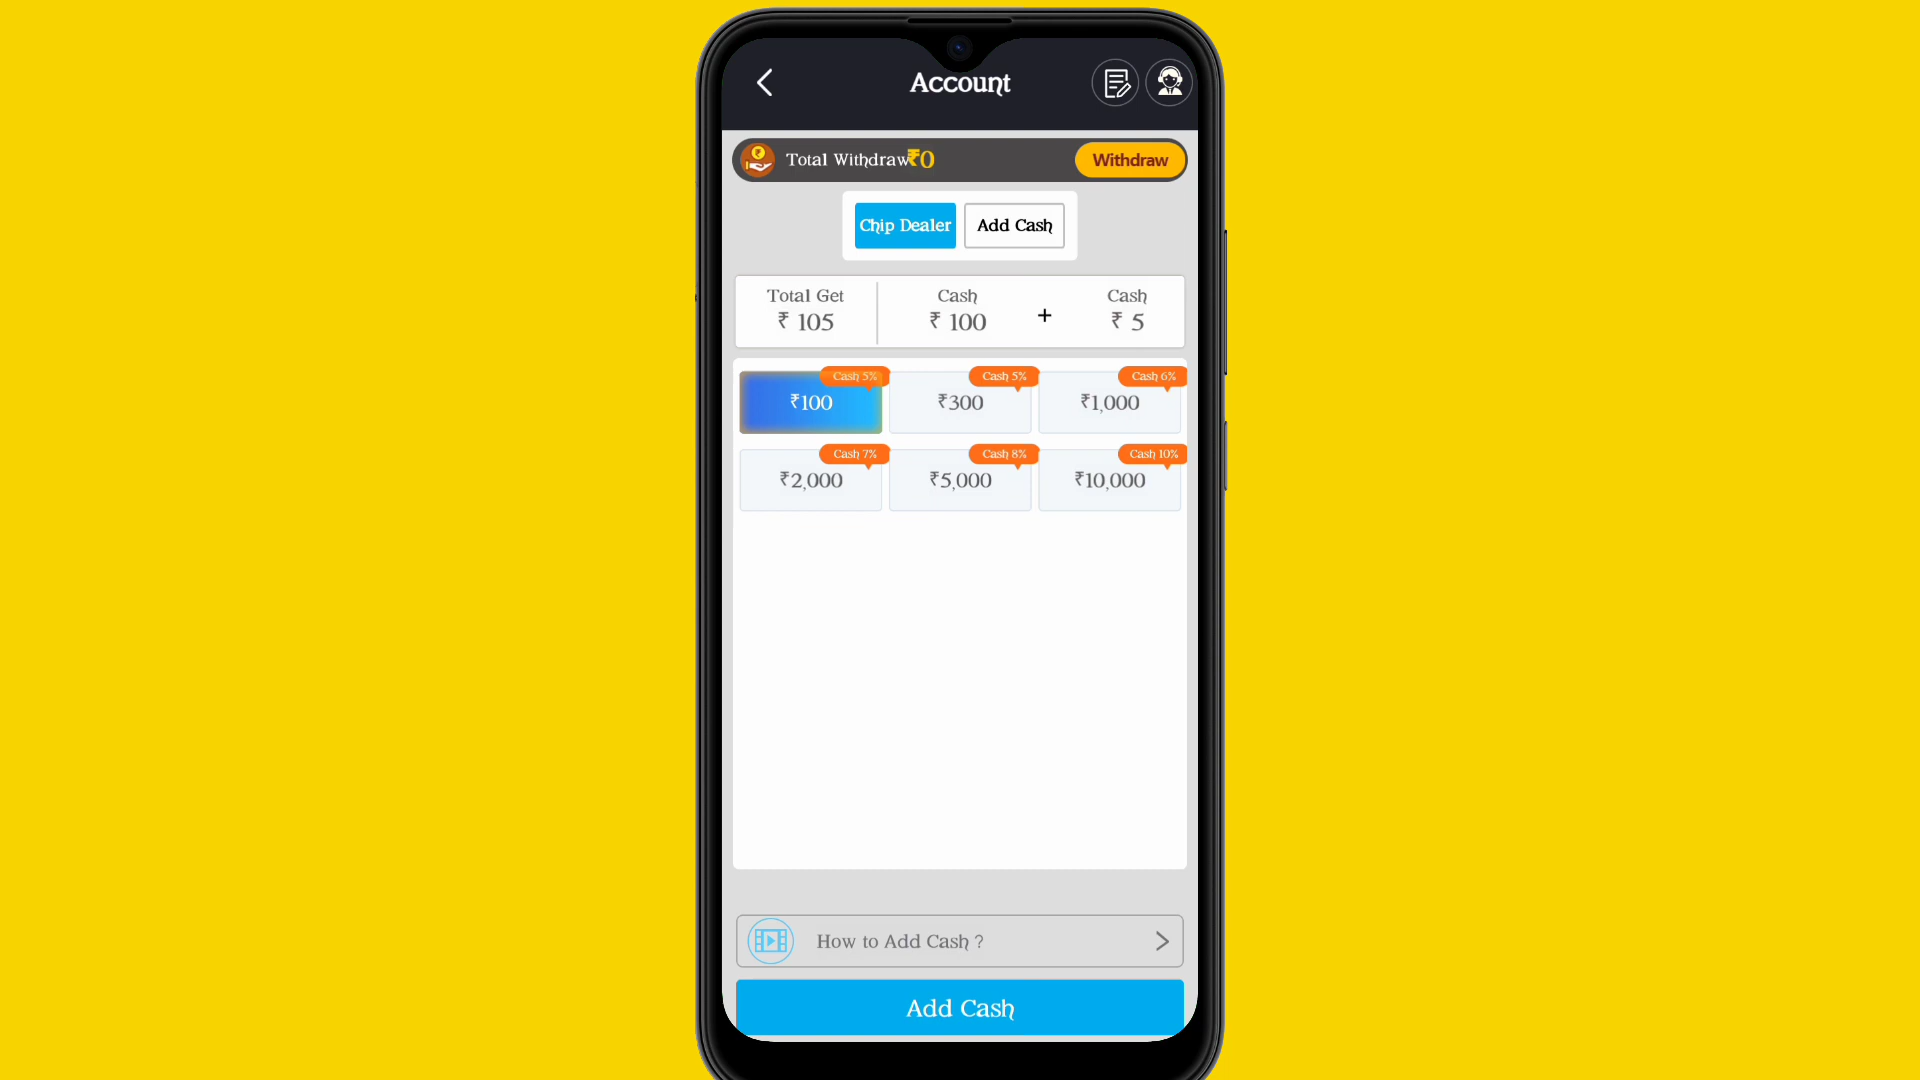 Account
Total Withdraw ₹0
Withdraw
Chip Dealer
Add Cash
Total Get
Cash
Cash
₹ 105
₹ 100
+
₹ 5
Cash 5%
Cash 5%
Cash 6%
₹100
₹300
₹1,000
Cash 7%
Cash 8%
Cash 10%
₹2,000
₹5,000
₹10,000
How to Add Cash ?
Add Cash